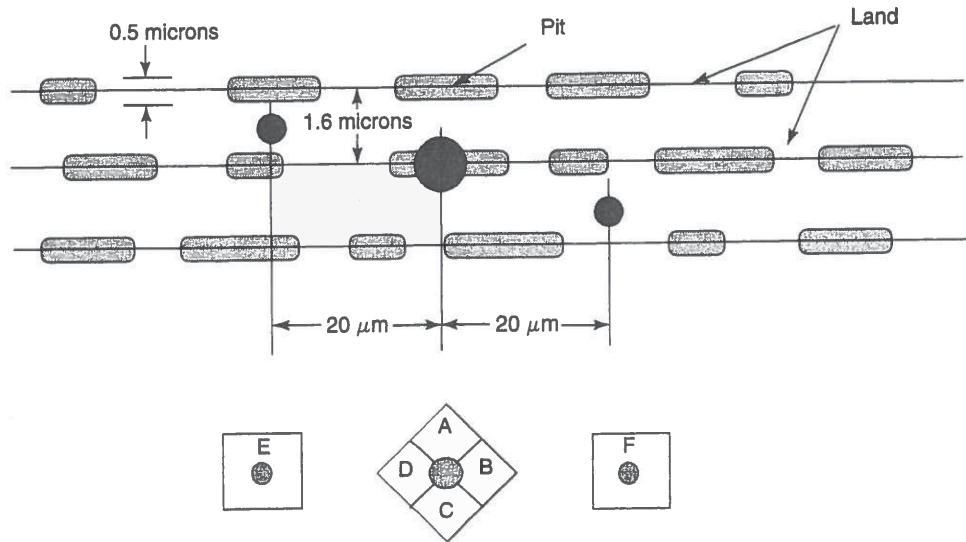 0.5 microns
Pit
Land
1.6 microns
20 μm
20 μm
E
A
D
B
C
F